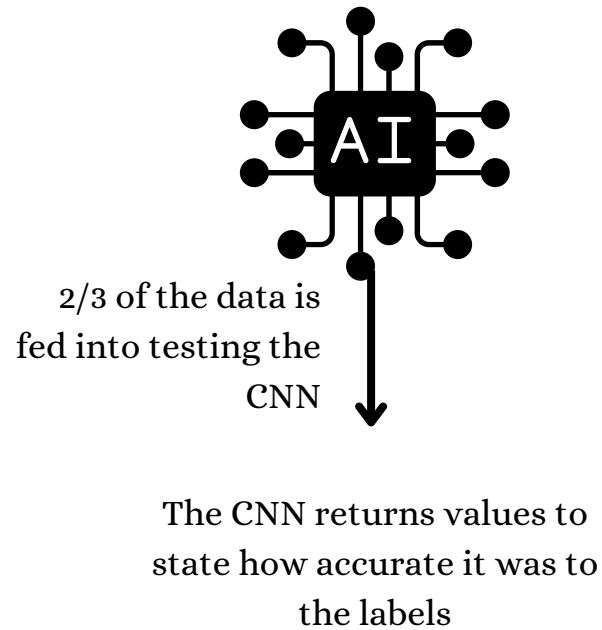 AI
2/3 of the data is
fed into testing the
CNN
The CNN returns values to
state how accurate it was to
the labels